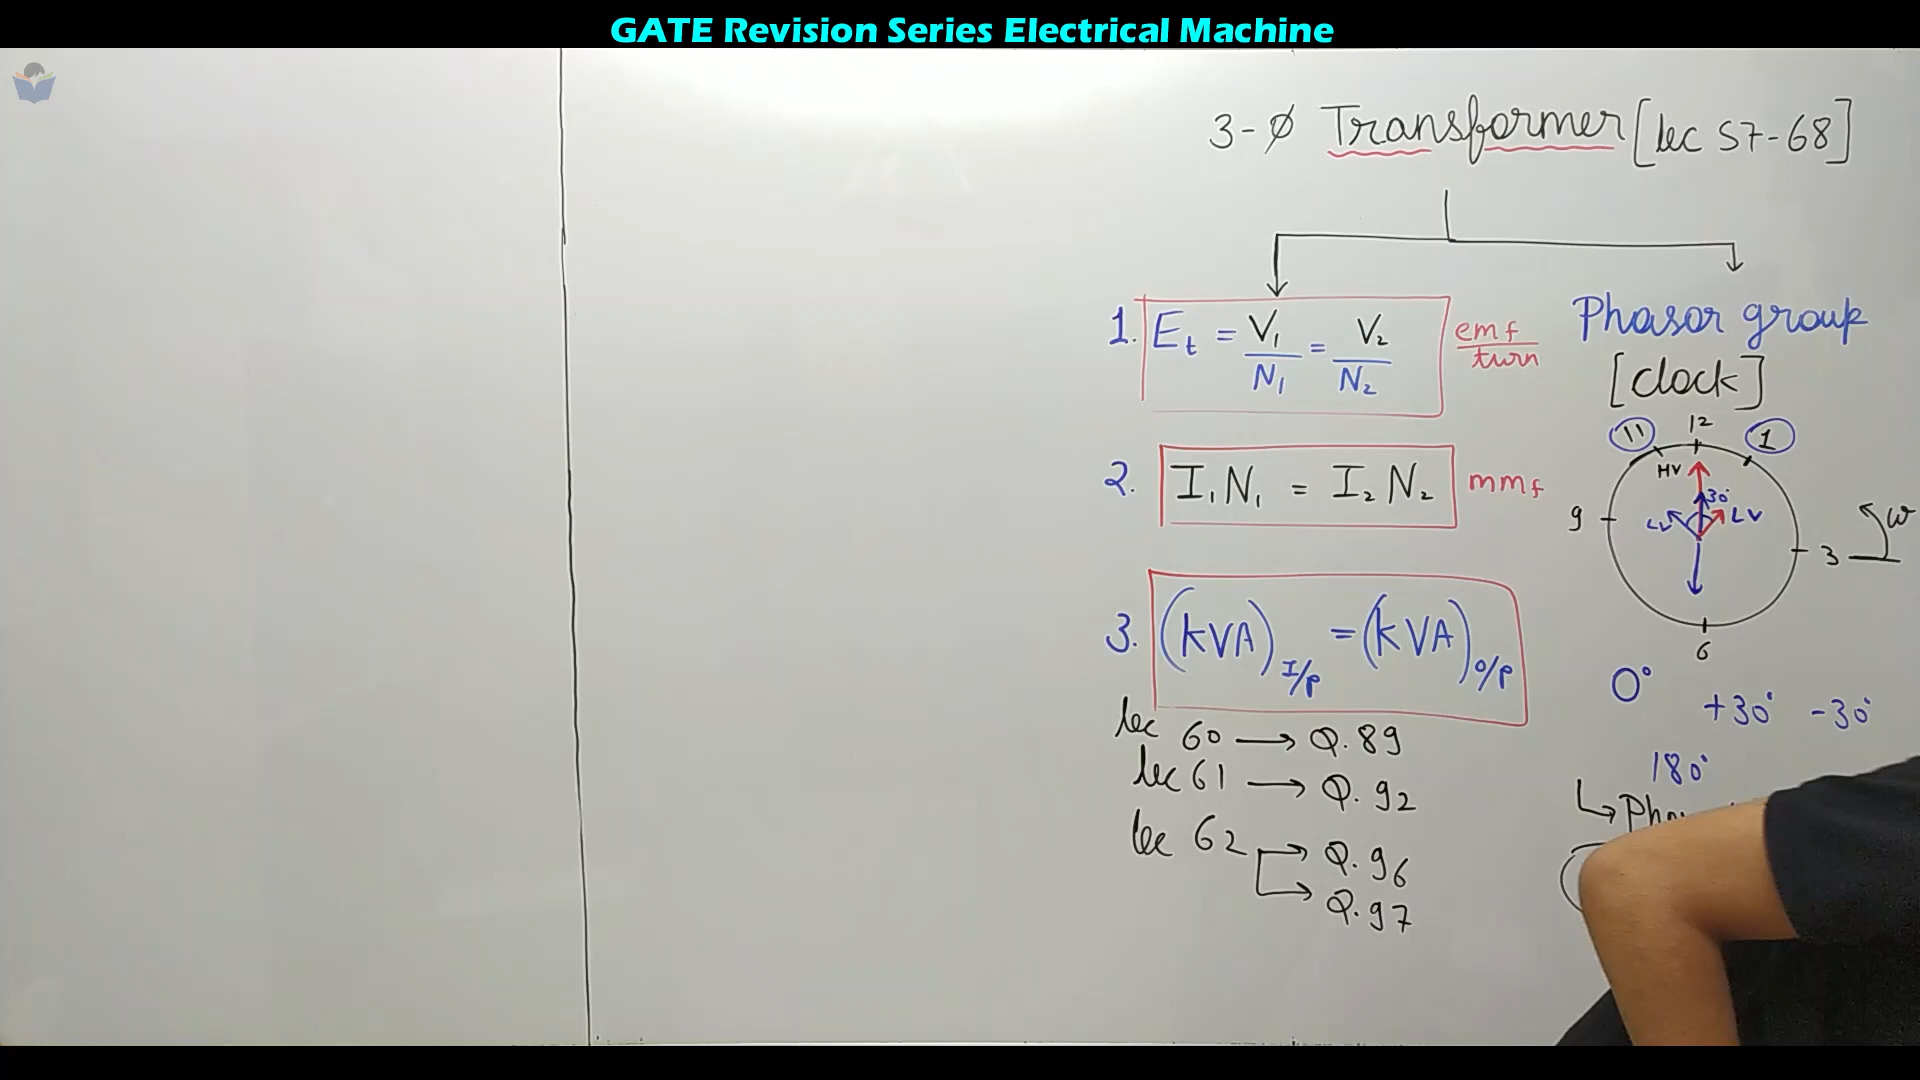 GATE Revision Series Electrical Machine
3-Ø Transformer [lec 57-68]
1. Et = V1/N1 = V2/N2 emf/turn
2. I1N1 = I2N2 mmf
3. (kVA)I/p = (kVA)o/p
lec 60 → Q.89
lec 61 → Q.92
lec 62 → Q.96
→ Q.97
Phasor group
[clock]
11 12 1
HV
30°
LV LV
9 3 ω
6
0° +30° -30°
180°